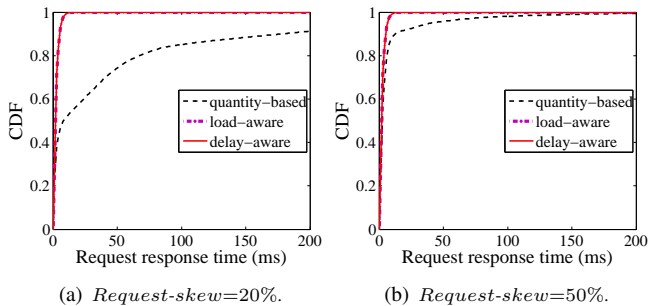 1
0.8
0.6
0.4
0.2
0
CDF
quantity−based
load−aware
delay−aware
0 50 100 150 200
Request response time (ms)
(a) Request-skew=20%.
1
0.8
0.6
0.4
0.2
0
CDF
quantity−based
load−aware
delay−aware
0 50 100 150 200
Request response time (ms)
(b) Request-skew=50%.